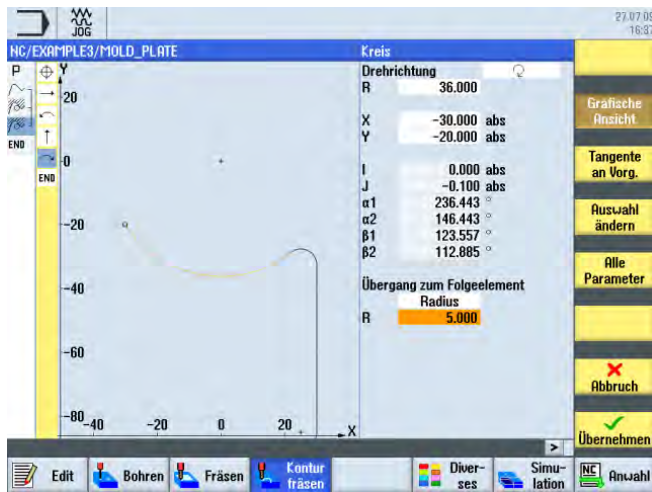 JOG
27.07.09
16:37
NC/EXAMPLE3/MOLD_PLATE
Kreis
P
END
END
Y
20
0
-20
-40
-60
-80
-40
-20
0
20
X
Drehrichtung
R 36.000
X -30.000 abs
Y -20.000 abs
I 0.000 abs
J -0.100 abs
α1 236.443 °
α2 146.443 °
β1 123.557 °
β2 112.885 °
Übergang zum Folgeelement
Radius
R 5.000
Grafische
Ansicht
Tangente
an Vorg.
Auswahl
ändern
Alle
Parameter
Abbruch
Übernehmen
>
Edit
Bohren
Fräsen
Kontur
fräsen
Diver-
ses
Simu-
lation
NC
Anwahl